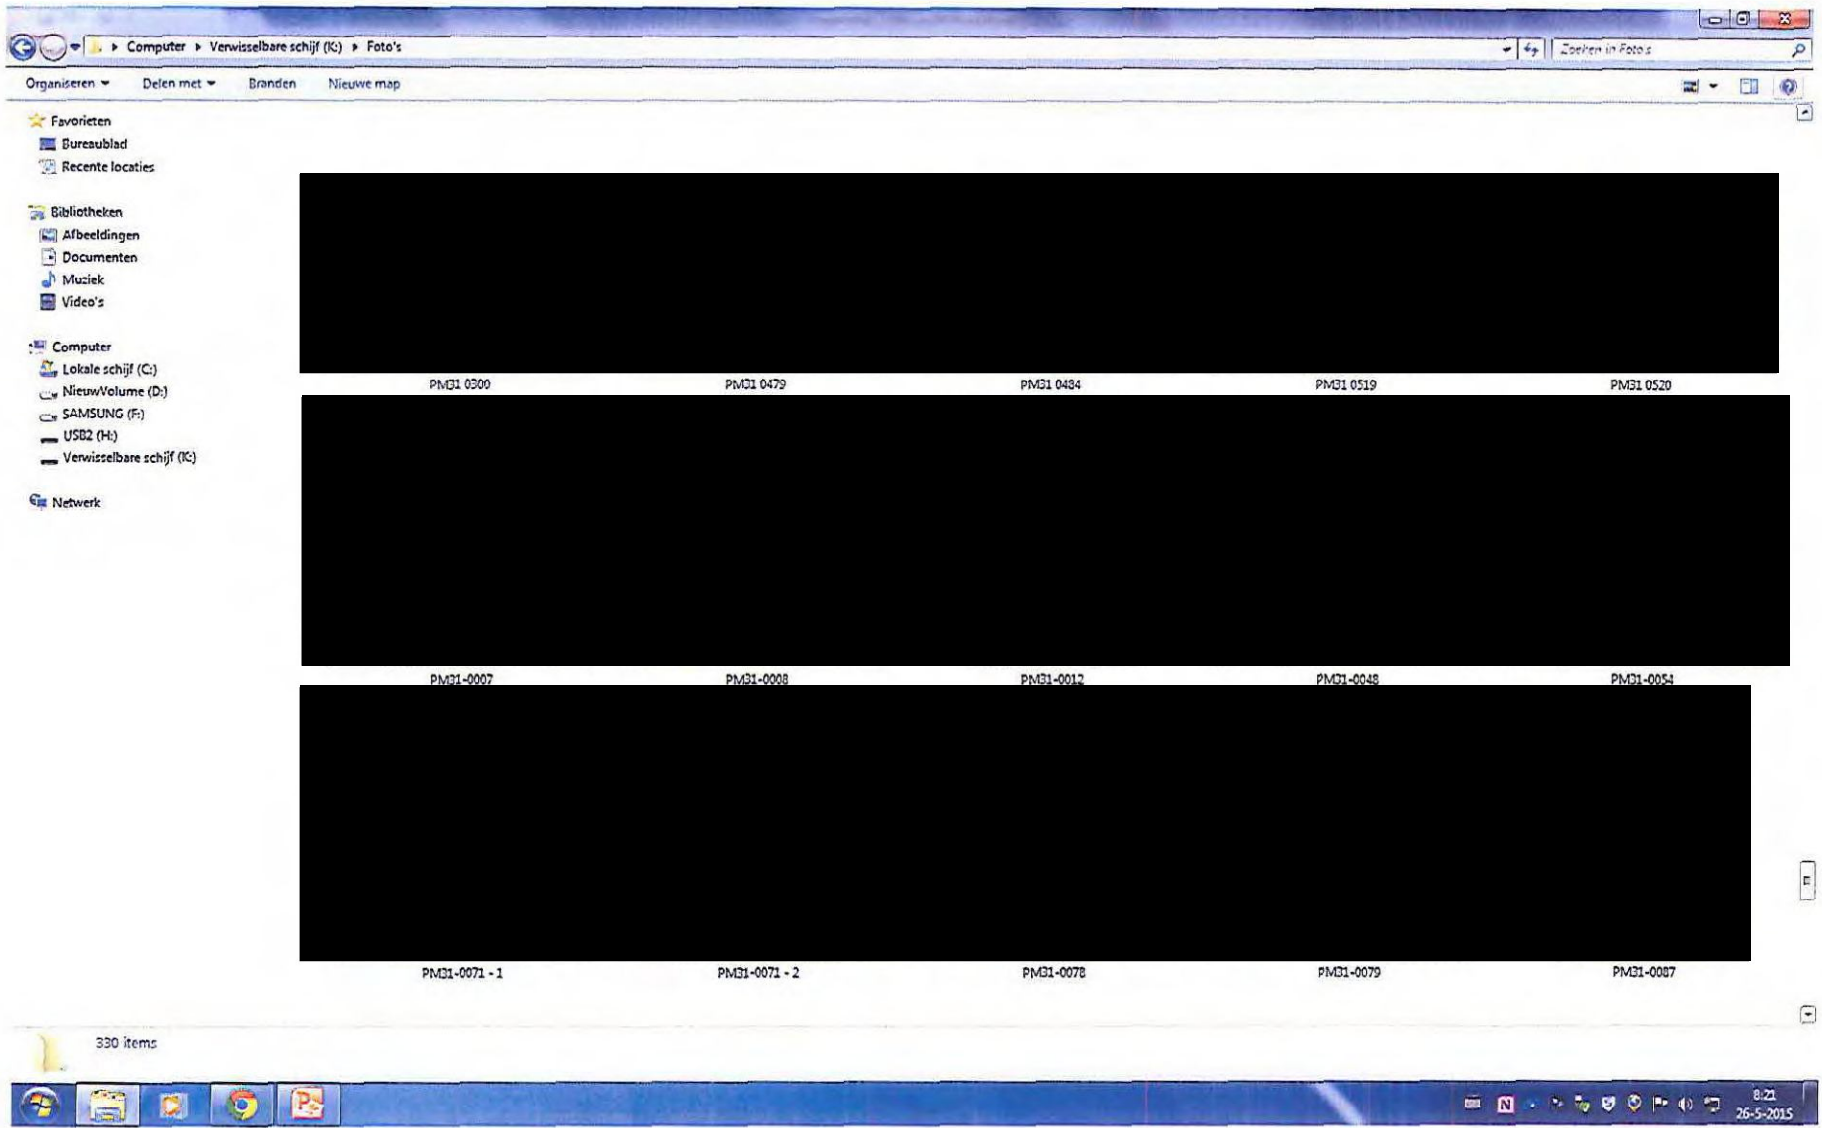 Computer ▸ Verwisselbare schijf (K:) ▸ Foto's
Zoeken in Foto's
Organiseren Delen met Branden Nieuwe map
Favorieten
Bureaublad
Recente locaties
Bibliotheken
Afbeeldingen
Documenten
Muziek
Video's
Computer
Lokale schijf (C:)
NieuwVolume (D:)
SAMSUNG (F:)
USB2 (H:)
Verwisselbare schijf (K:)
Netwerk
PM31 0300 PM31 0479 PM31 0484 PM31 0519 PM31 0520
PM31-0007 PM31-0008 PM31-0012 PM31-0048 PM31-0054
PM31-0071 - 1 PM31-0071 - 2 PM31-0078 PM31-0079 PM31-0087
330 items
8:21
26-5-2015